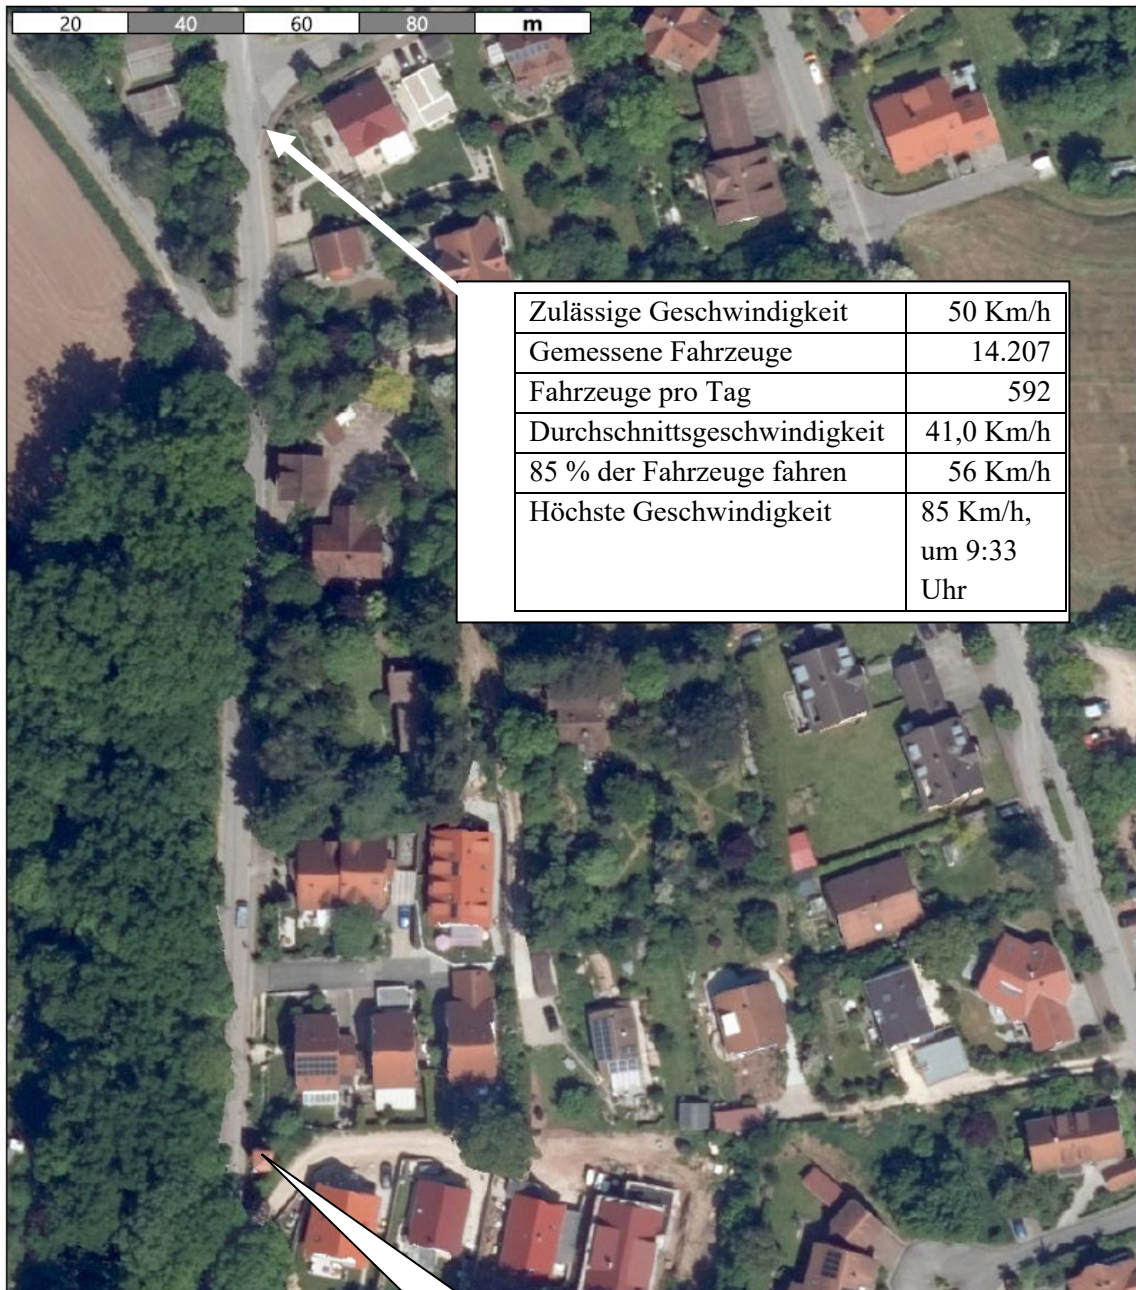 20 40 60 80 m
Zulässige Geschwindigkeit 50 Km/h
Gemessene Fahrzeuge 14.207
Fahrzeuge pro Tag 592
Durchschnittsgeschwindigkeit 41,0 Km/h
85 % der Fahrzeuge fahren 56 Km/h
Höchste Geschwindigkeit 85 Km/h,
um 9:33
Uhr